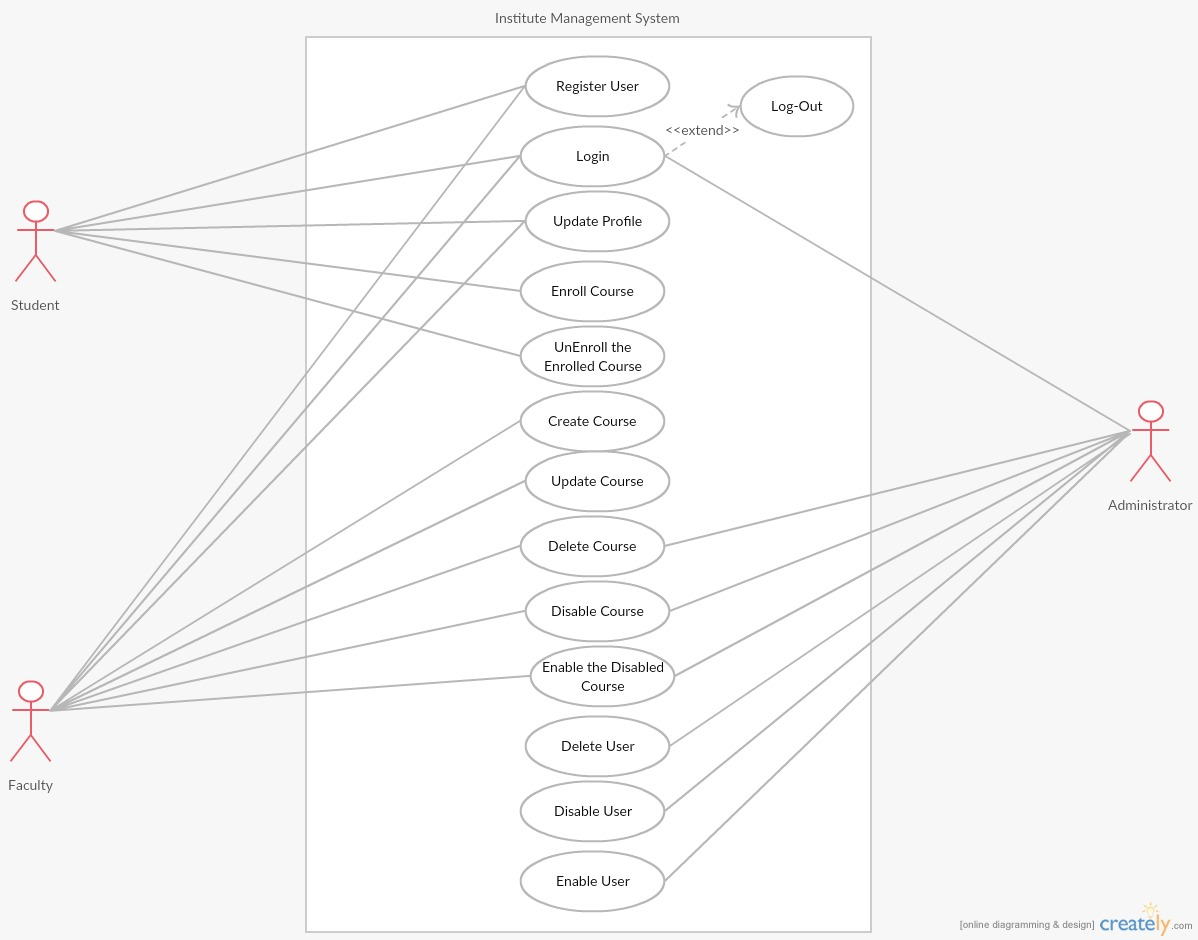 Institute Management System
Register User
Log-Out
<<extend>>
Login
Update Profile
Student
Enroll Course
UnEnroll the
Enrolled Course
Create Course
Update Course
Administrator
Delete Course
Disable Course
Enable the Disabled
Course
Delete User
Faculty
Disable User
Enable User
[online diagramming & design] creately.com